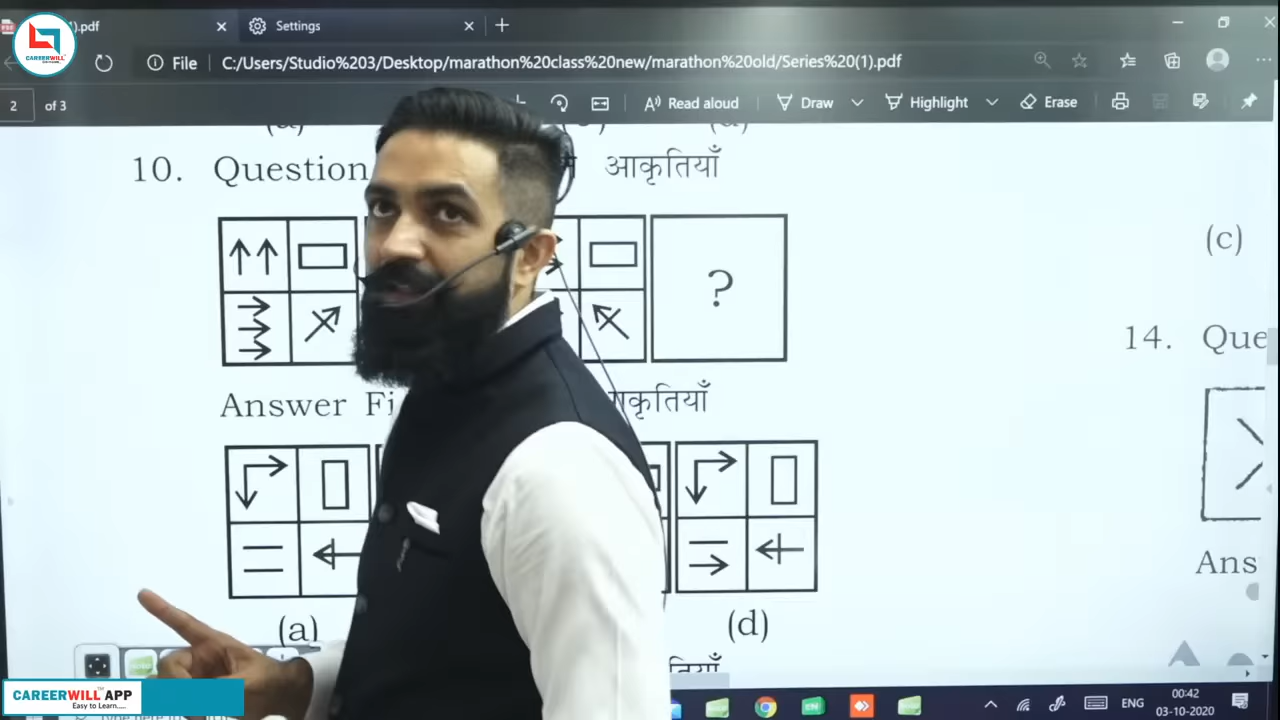 ).pdf
Settings
CAREERWILL
File
C:/Users/Studio%203/Desktop/marathon%20class%20new/marathon%20old/Series%20(1).pdf
2 of 3
Read aloud
Draw
Highlight
Erase
10. Question आकृतियाँ
?
(c)
14. Que
Answer Fi
Ans
(a)
(d)
CAREERWILL APP
Easy to Learn.....
ENG
00:42
03-10-2020